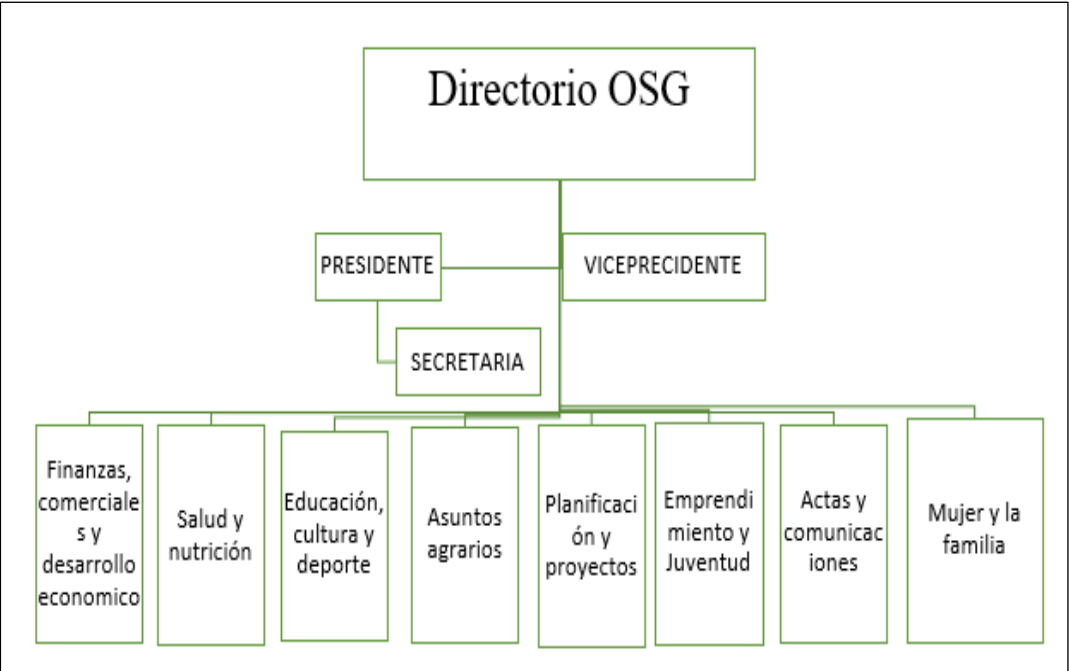 Directorio OSG
PRESIDENTE
VICEPRECIDENTE
SECRETARIA
Finanzas,
comerciale
s y
desarrollo
economico
Salud y
nutrición
Educación,
cultura y
deporte
Asuntos
agrarios
Planificaci
ón y
proyectos
Emprendi
miento y
Juventud
Actas y
comunicac
iones
Mujer y la
familia